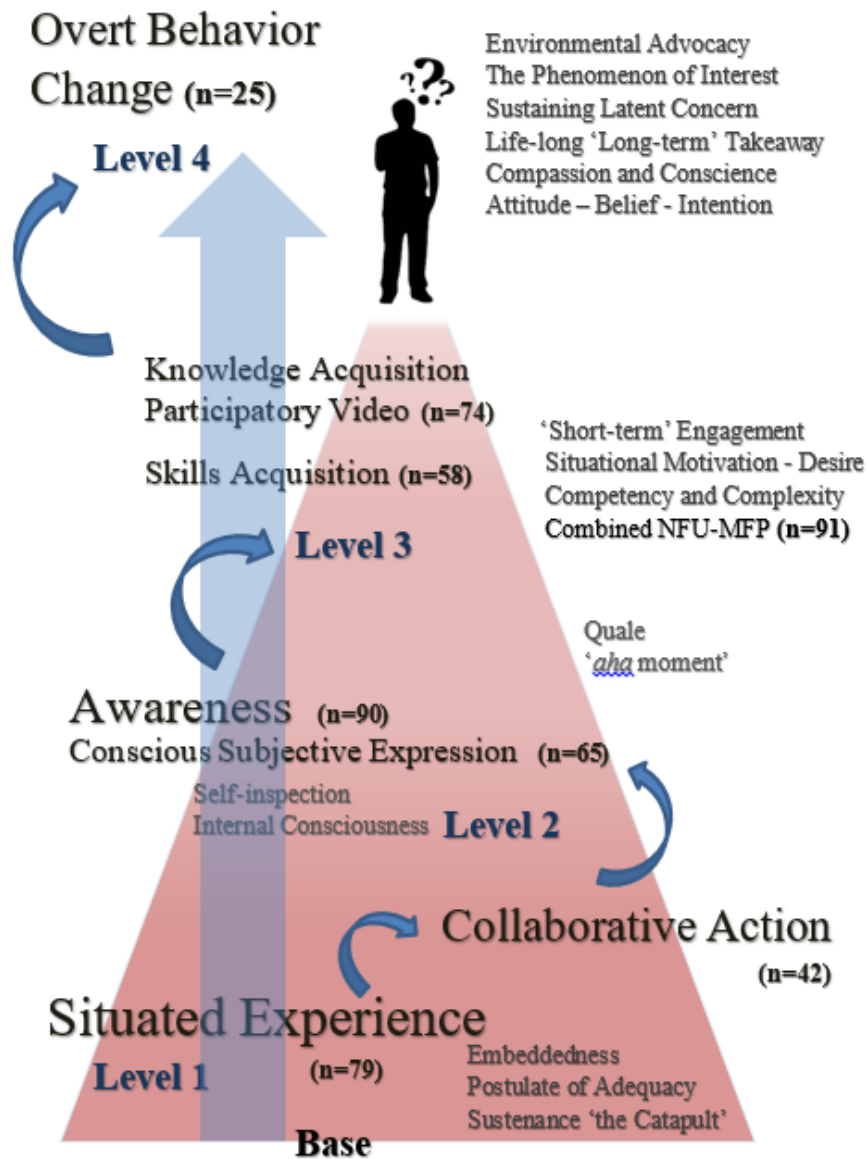 Overt Behavior
Change (n=25)
Level 4
???
Environmental Advocacy
The Phenomenon of Interest
Sustaining Latent Concern
Life-long ‘Long-term’ Takeaway
Compassion and Conscience
Attitude – Belief - Intention
Knowledge Acquisition
Participatory Video (n=74)
Skills Acquisition (n=58)
Level 3
‘Short-term’ Engagement
Situational Motivation - Desire
Competency and Complexity
Combined NFU-MFP (n=91)
Quale
‘aha moment’
Awareness (n=90)
Conscious Subjective Expression (n=65)
Self-inspection
Internal Consciousness
Level 2
Collaborative Action
(n=42)
Situated Experience
(n=79)
Level 1
Embeddedness
Postulate of Adequacy
Sustenance ‘the Catapult’
Base